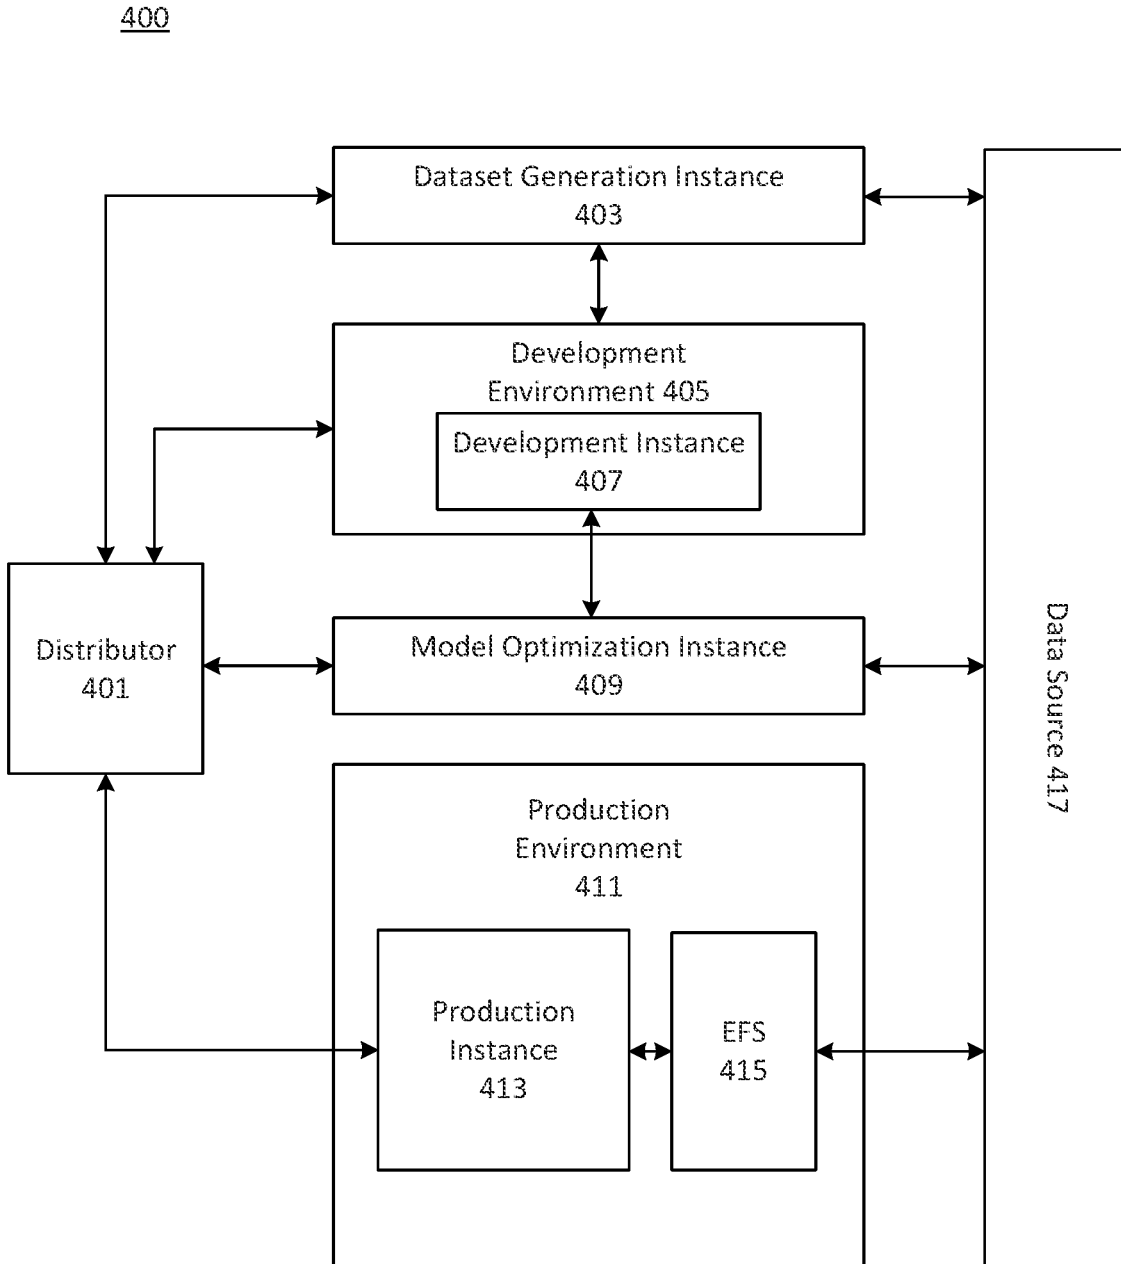 400
Dataset Generation Instance
403
Development
Environment 405
Development Instance
407
Distributor
401
Model Optimization Instance
409
Data Source 417
Production
Environment
411
Production
Instance
413
EFS
415